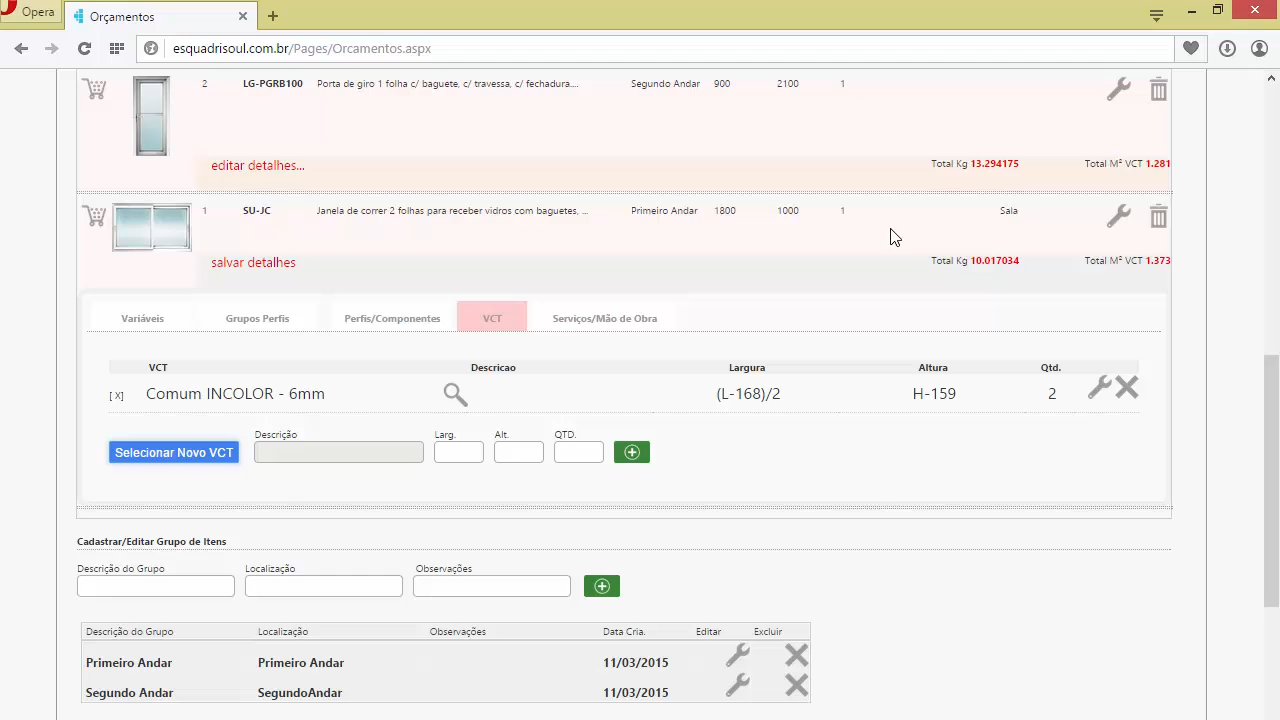 Opera
Orçamentos
esquadrisoul.com.br/Pages/Orcamentos.aspx
2 LG-PGRB100 Porta de giro 1 folha c/ baguete, c/ travessa, c/ fechadura.... Segundo Andar 900 2100 1
editar detalhes... Total Kg 13.294175 Total M² VCT 1.281
1 SU-JC Janela de correr 2 folhas ,para aceber vidros com baguetes, ... Primeiro Andar 1800 1000 1 Sala
salvar detalhes Total Kg 10.017034 Total M² VCT 1.373
Variáveis Grupos Perfis Perfis/Componentes VCT Serviços/Mão de Obra
VCT Descricao Largura Altura Qtd.
[ X] Comum INCOLOR - 6mm (L-168)/2 H-159 2
Descrição Larg. Alt. QTD.
Selecionar Novo VCT
Cadastrar/Editar Grupo de Itens
Descrição do Grupo Localização Observações
Descrição do Grupo Localização Observações Data Cria. Editar Excluir
Primeiro Andar Primeiro Andar 11/03/2015
Segundo Andar SegundoAndar 11/03/2015